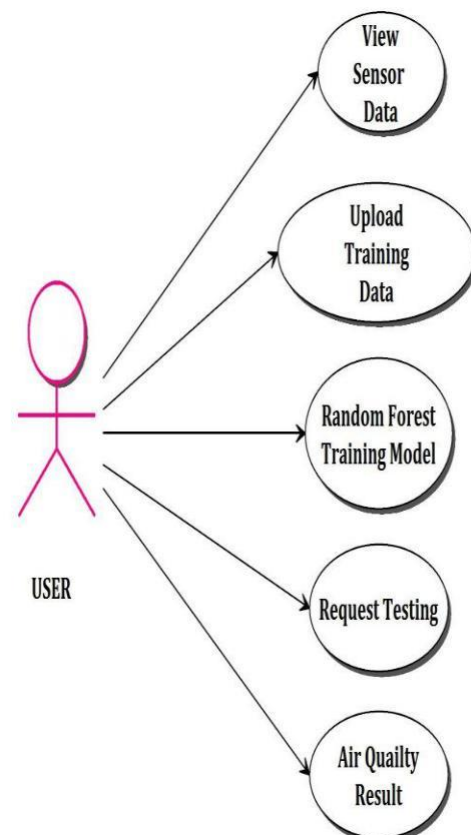 View
Sensor
Data
Upload
Training
Data
Random Forest
Training Model
USER
Request Testing
Air Quailty
Result